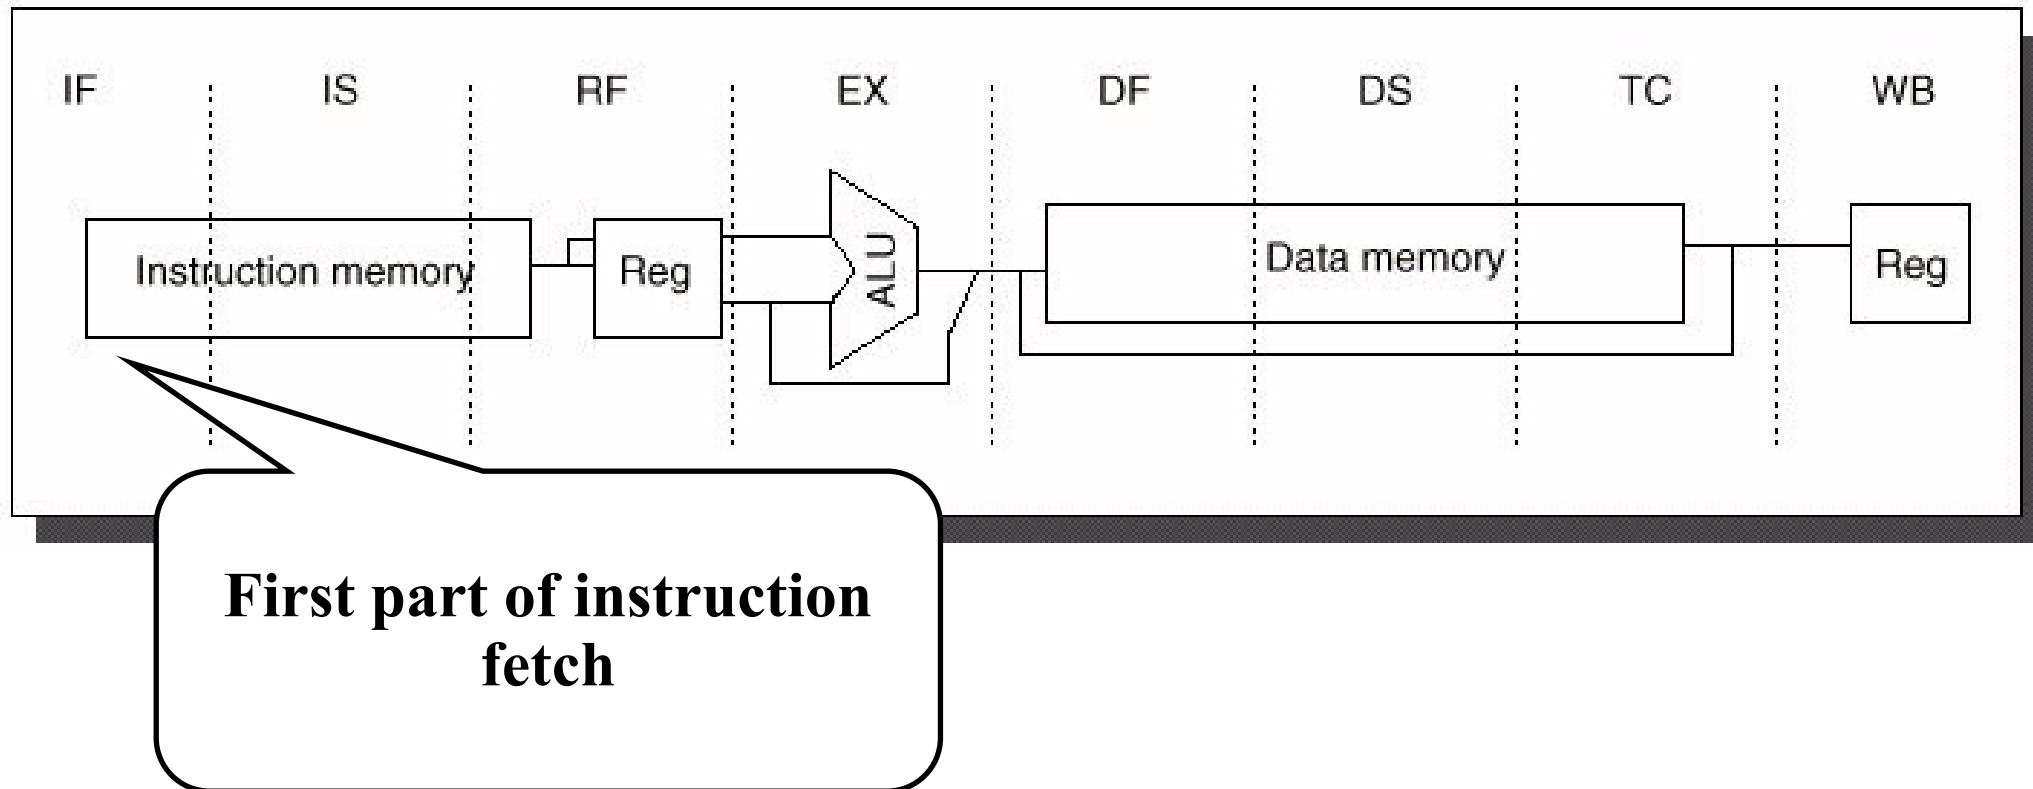 IF IS RF EX DF DS TC WB
Instruction memory Reg ALU Data memory Reg
First part of instruction
fetch